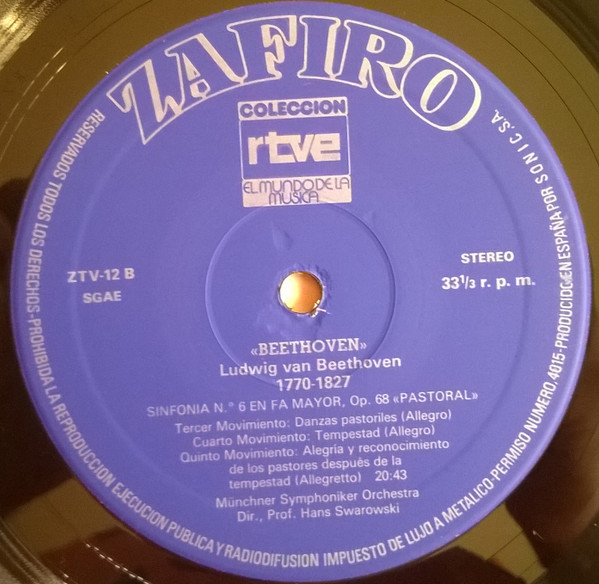 ZAFIRO
COLECCION
rtve
EL MUNDO DE LA
MUSICA
ZTV-12 B
SGAE
STEREO
33 1/3 r. p. m.
«BEETHOVEN»
Ludwig van Beethoven
1770-1827
SINFONIA N.° 6 EN FA MAYOR, Op. 68 «PASTORAL»
Tercer Movimiento: Danzas pastoriles (Allegro)
Cuarto Movimiento: Tempestad (Allegro)
Quinto Movimiento: Alegria y reconocimiento
de los pastores después de la
tempestad (Allegretto) 20:43
Münchner Symphoniker Orchestra
Dir., Prof. Hans Swarowski
RESERVADOS TODOS LOS DERECHOS-PROHIBIDA LA REPRODUCCION EJECUCION PUBLICA Y RADIODIFUSION IMPUESTO DE LUJO A METALICO-PERMISO NUMERO. 4015-PRODUCIDO EN ESPAÑA POR SONIC, S.A.